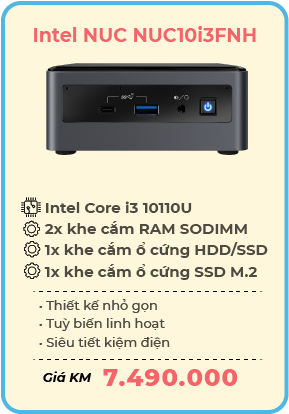 Intel NUC NUC10i3FNH
Intel Core i3 10110U
2x khe cắm RAM SODIMM
1x khe cắm ổ cứng HDD/SSD
1x khe cắm ổ cứng SSD M.2
• Thiết kế nhỏ gọn
• Tuỳ biến linh hoạt
• Siêu tiết kiệm điện
Giá KM 7.490.000